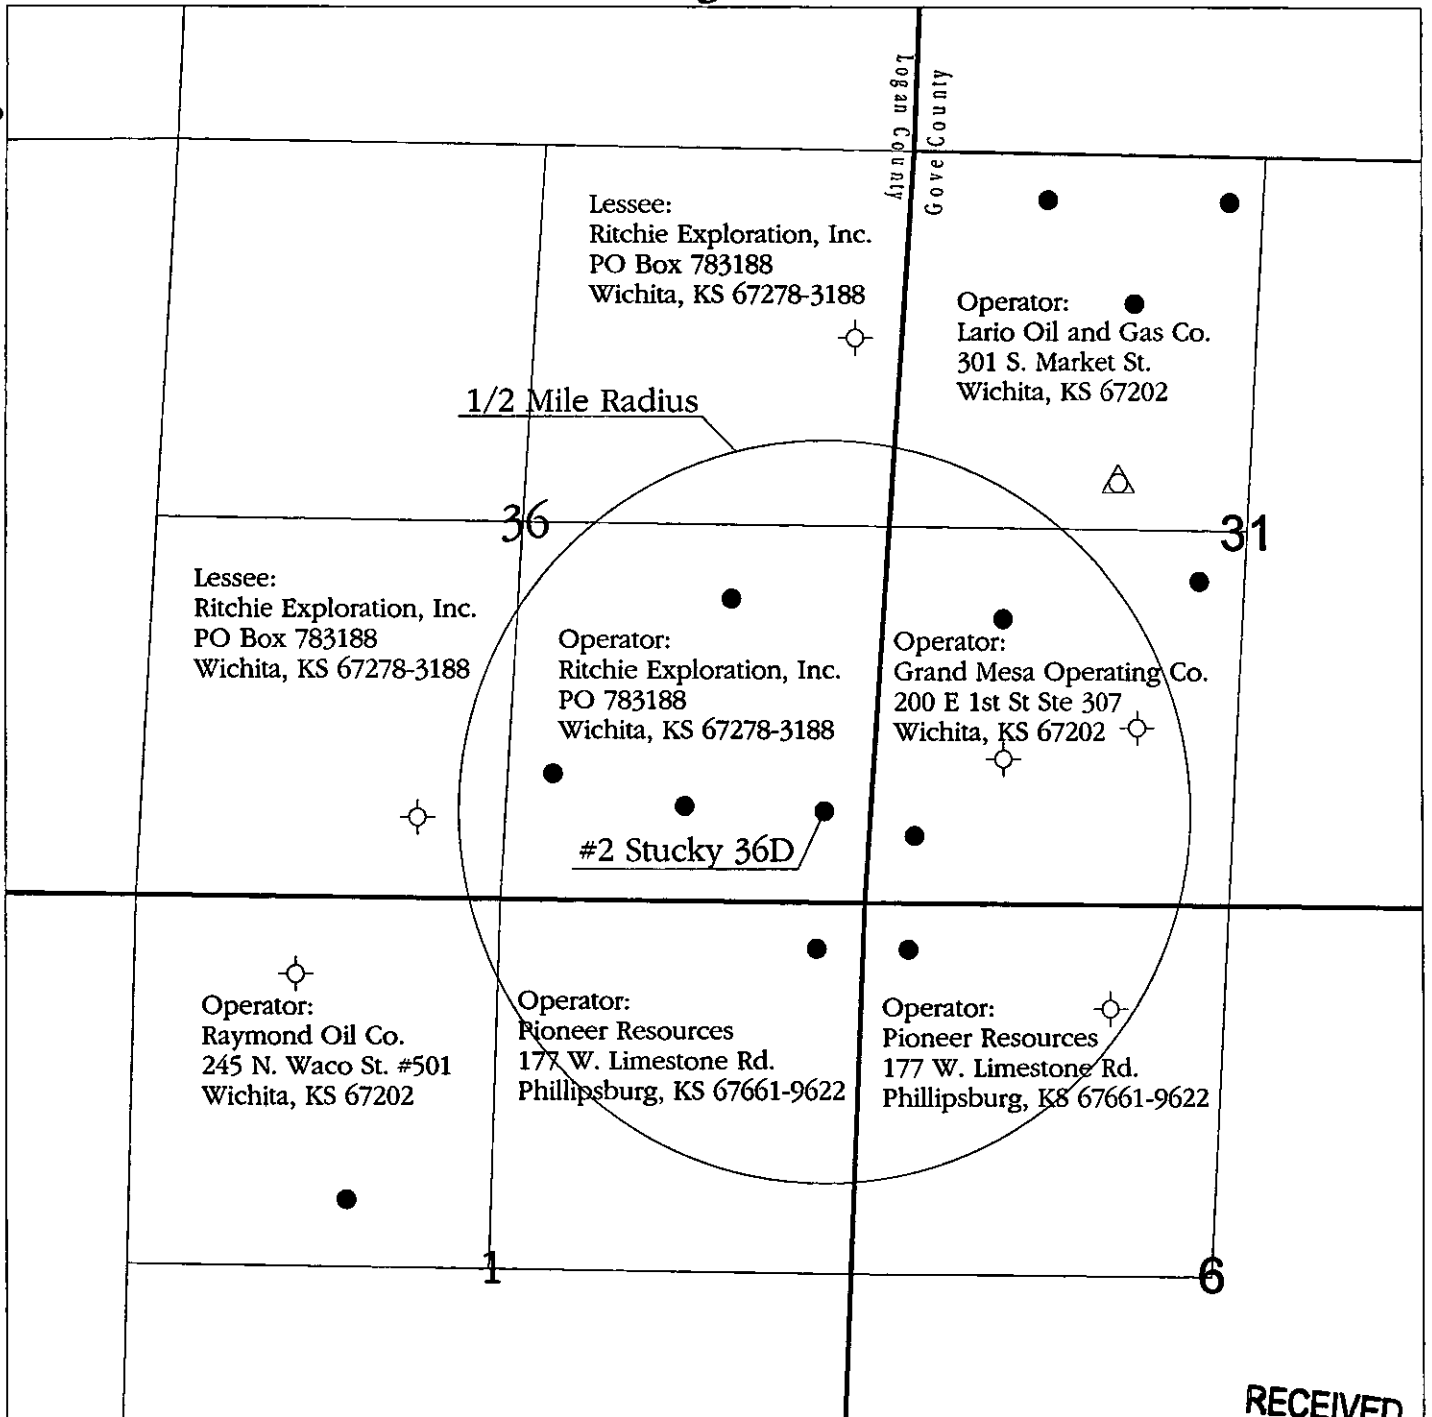 Logan County
Gove County
Lessee:
Ritchie Exploration, Inc.
PO Box 783188
Wichita, KS 67278-3188
Operator:
Lario Oil and Gas Co.
301 S. Market St.
Wichita, KS 67202
1/2 Mile Radius
36
31
Lessee:
Ritchie Exploration, Inc.
PO Box 783188
Wichita, KS 67278-3188
Operator:
Ritchie Exploration, Inc.
PO 783188
Wichita, KS 67278-3188
Operator:
Grand Mesa Operating Co.
200 E 1st St Ste 307
Wichita, KS 67202
#2 Stucky 36D
Operator:
Raymond Oil Co.
245 N. Waco St. #501
Wichita, KS 67202
Operator:
Pioneer Resources
177 W. Limestone Rd.
Phillipsburg, KS 67661-9622
Operator:
Pioneer Resources
177 W. Limestone Rd.
Phillipsburg, KS 67661-9622
1
6
RECEIVED